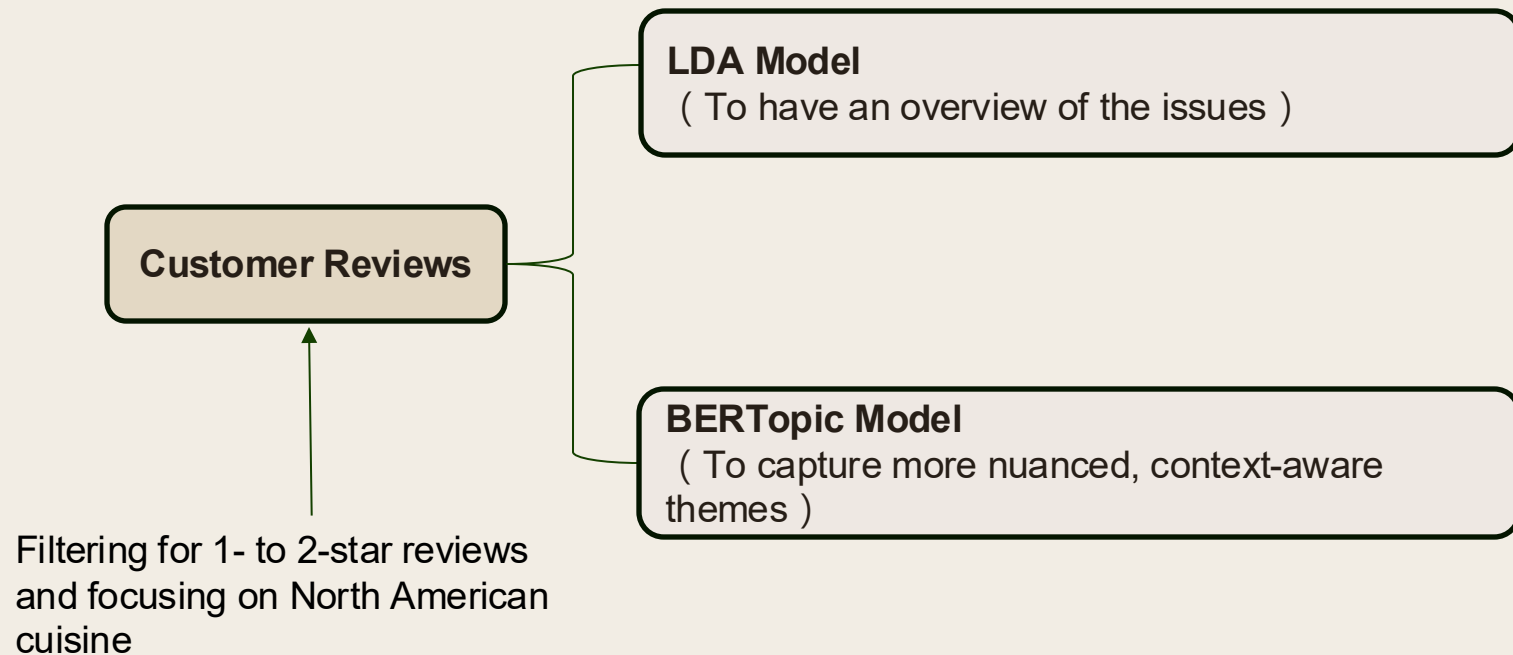 LDA Model
（To have an overview of the issues）
Customer Reviews
BERTopic Model
（To capture more nuanced, context-aware
themes）
Filtering for 1- to 2-star reviews
and focusing on North American
cuisine